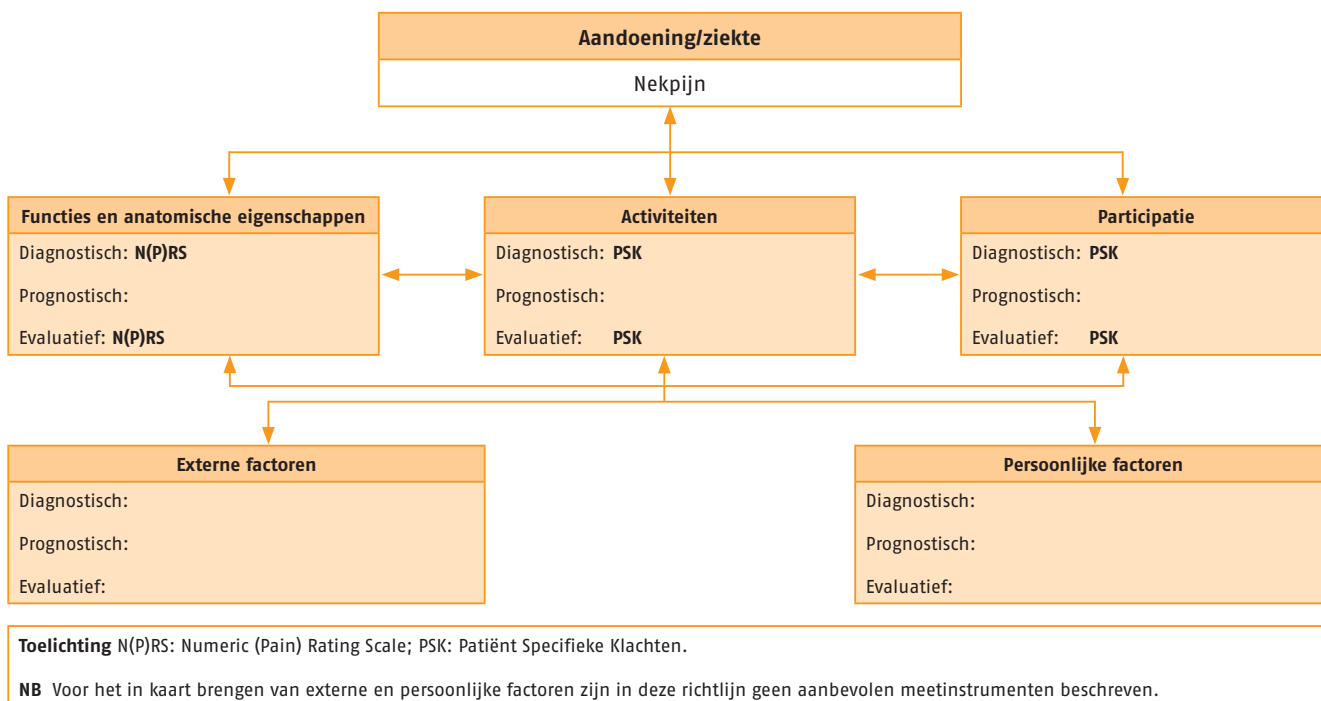 Aandoening/ziekte
Nekpijn
Functies en anatomische eigenschappen
Diagnostisch: N(P)RS
Prognostisch:
Evaluatief: N(P)RS
Activiteiten
Diagnostisch: PSK
Prognostisch:
Evaluatief: PSK
Participatie
Diagnostisch: PSK
Prognostisch:
Evaluatief: PSK
Externe factoren
Diagnostisch:
Prognostisch:
Evaluatief:
Persoonlijke factoren
Diagnostisch:
Prognostisch:
Evaluatief:
Toelichting N(P)RS: Numeric (Pain) Rating Scale; PSK: Patiënt Specifieke Klachten.
NB Voor het in kaart brengen van externe en persoonlijke factoren zijn in deze richtlijn geen aanbevolen meetinstrumenten beschreven.